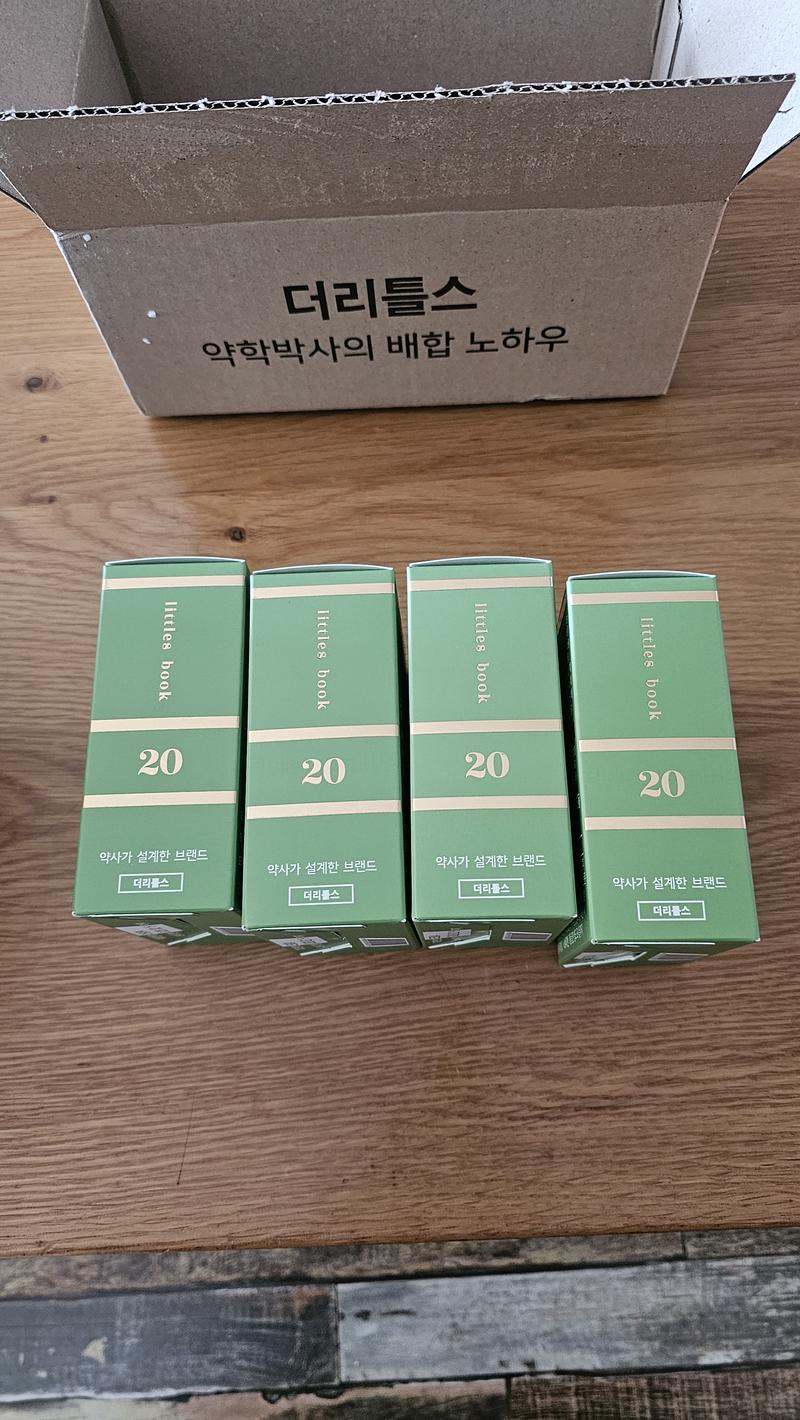 더리틀스
약학박사의 배합 노하우
littles book
20
약사가 설계한 브랜드
더리틀스
littles book
20
약사가 설계한 브랜드
더리틀스
littles book
20
약사가 설계한 브랜드
더리틀스
littles book
20
약사가 설계한 브랜드
더리틀스